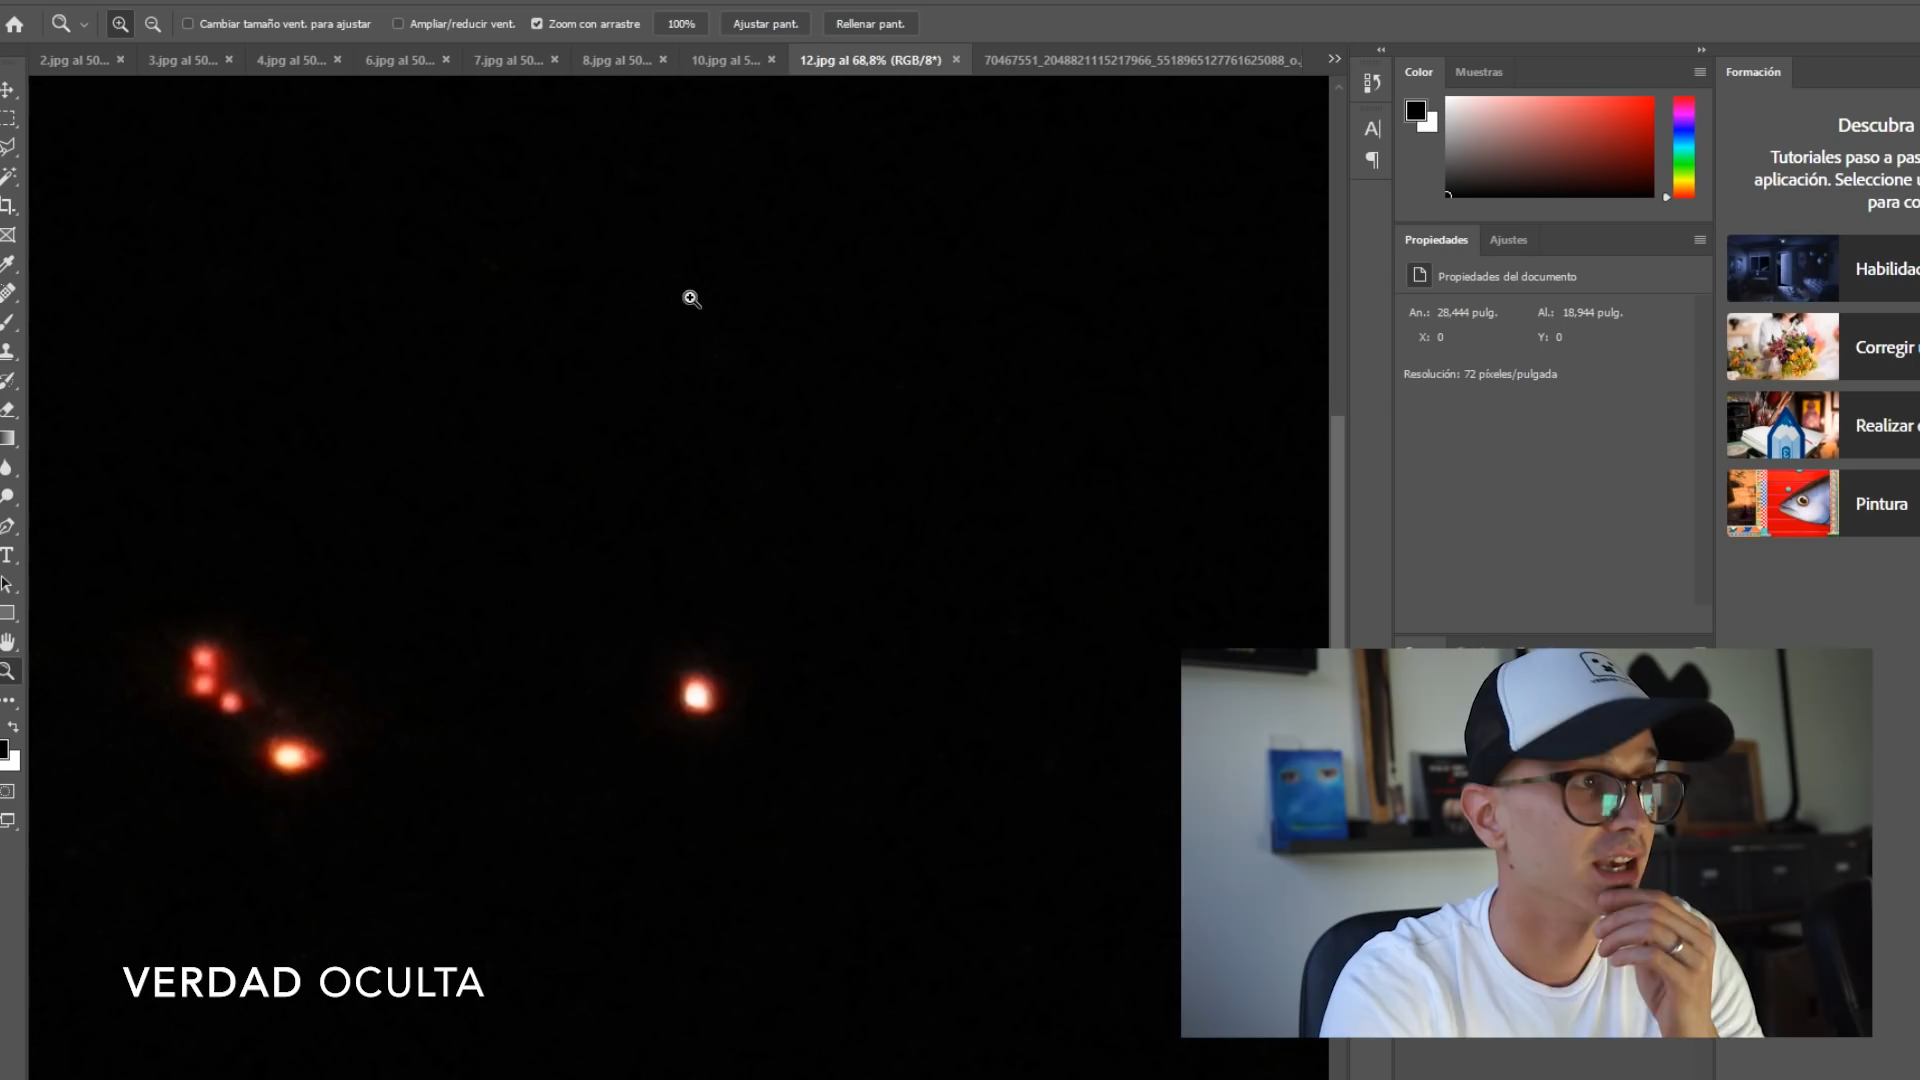 Cambiar tamaño vent. para ajustar
Ampliar/reducir vent.
Zoom con arrastre
100%
Ajustar pant.
Rellenar pant.
2.jpg al 50...
3.jpg al 50...
4.jpg al 50...
6.jpg al 50...
7.jpg al 50...
8.jpg al 50...
10.jpg al 5...
12.jpg al 68,8% (RGB/8*)
70467551_2048821115217966_5518965127761625088_o.
Color
Muestras
Formación
Descubra
Tutoriales paso a pas
aplicación. Seleccione u
para co
Propiedades
Ajustes
Propiedades del documento
An.: 28,444 pulg.
Al.: 18,944 pulg.
X: 0
Y: 0
Resolución: 72 píxeles/pulgada
Habilidad
Corregir u
Realizar
Pintura
VERDAD OCULTA